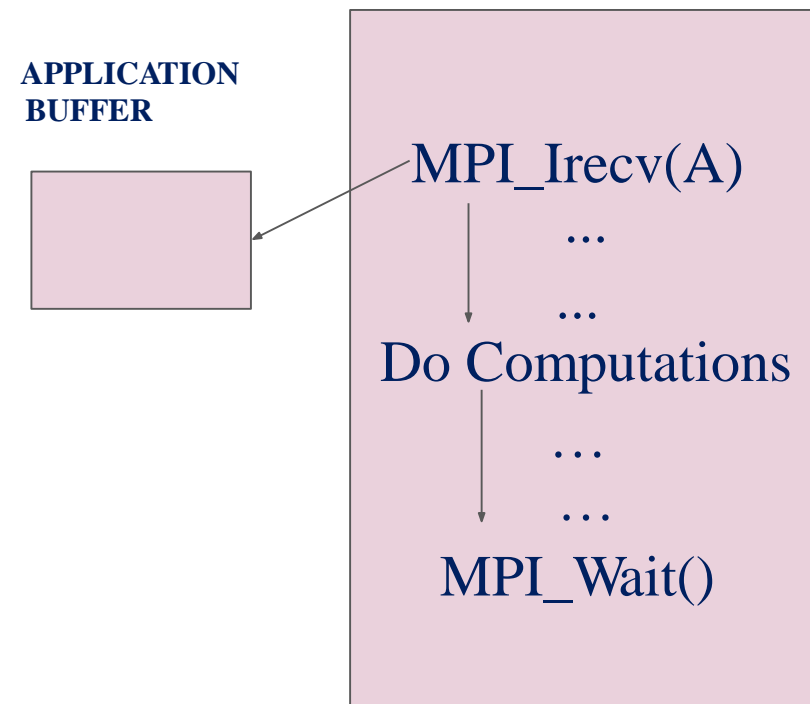 APPLICATION
BUFFER
MPI_Irecv(A)
...
...
Do Computations
…
…
MPI_Wait()